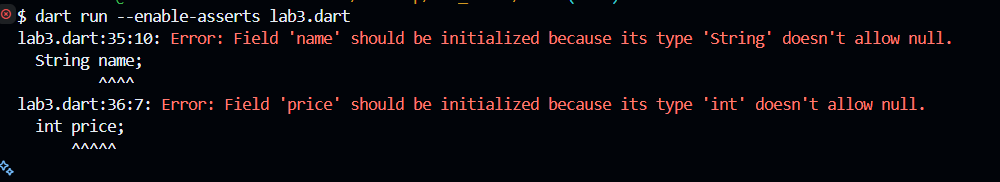 $ dart run --enable-asserts lab3.dart
lab3.dart:35:10: Error: Field 'name' should be initialized because its type 'String' doesn't allow null.
  String name;
         ^^^^
lab3.dart:36:7: Error: Field 'price' should be initialized because its type 'int' doesn't allow null.
  int price;
      ^^^^^